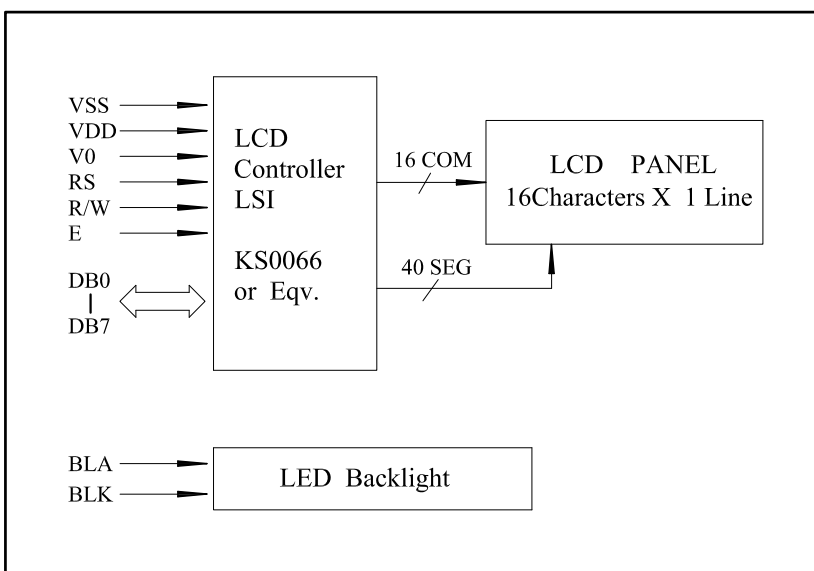 VSS
VDD
V0
RS
R/W
E
DB0
DB7
LCD
Controller
LSI
KS0066
or Eqv.
16 COM
40 SEG
LCD PANEL
16Characters X 1 Line
BLA
BLK
LED Backlight